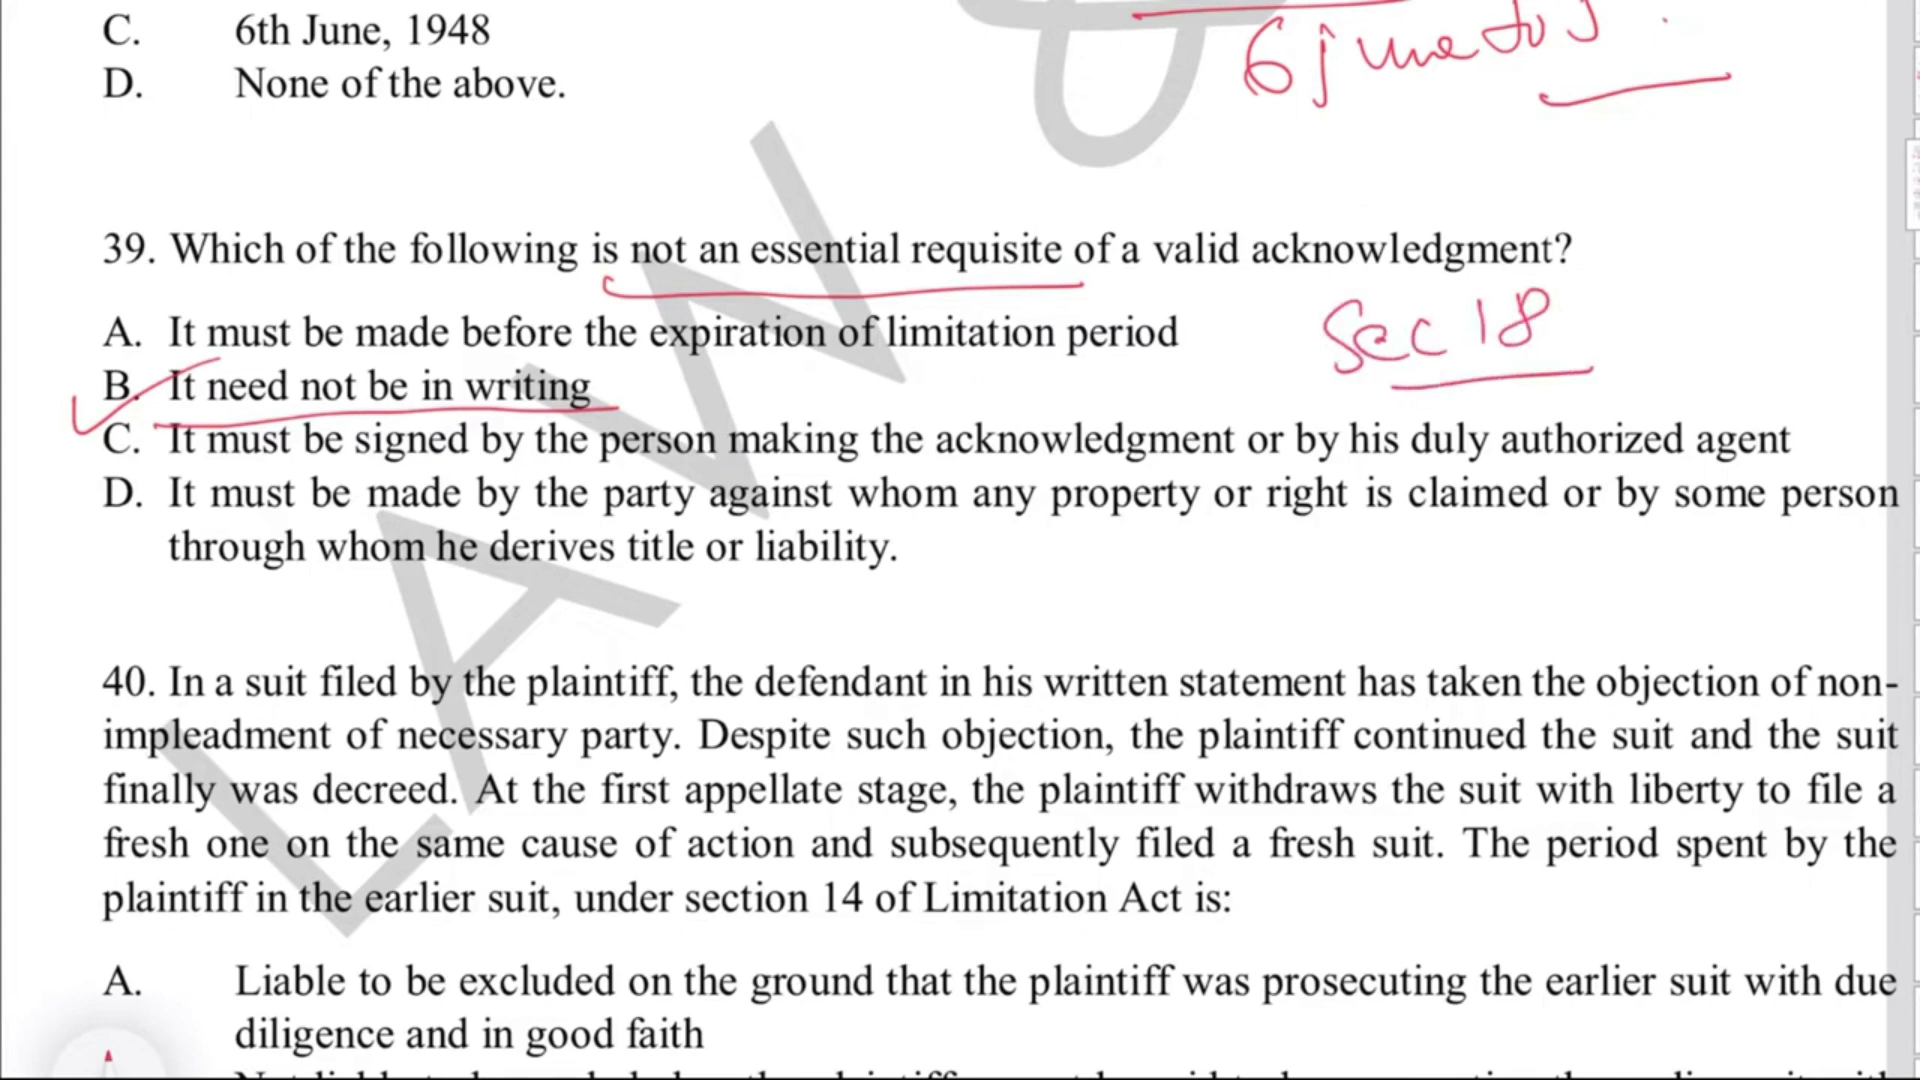 C. 6th June, 1948
D. None of the above.
6 june
39. Which of the following is not an essential requisite of a valid acknowledgment?
A. It must be made before the expiration of limitation period
Sec 18
B. It need not be in writing
C. It must be signed by the person making the acknowledgment or by his duly authorized agent
D. It must be made by the party against whom any property or right is claimed or by some person
through whom he derives title or liability.
LAW
40. In a suit filed by the plaintiff, the defendant in his written statement has taken the objection of non-
impleadment of necessary party. Despite such objection, the plaintiff continued the suit and the suit
finally was decreed. At the first appellate stage, the plaintiff withdraws the suit with liberty to file a
fresh one on the same cause of action and subsequently filed a fresh suit. The period spent by the
plaintiff in the earlier suit, under section 14 of Limitation Act is:
A. Liable to be excluded on the ground that the plaintiff was prosecuting the earlier suit with due
diligence and in good faith